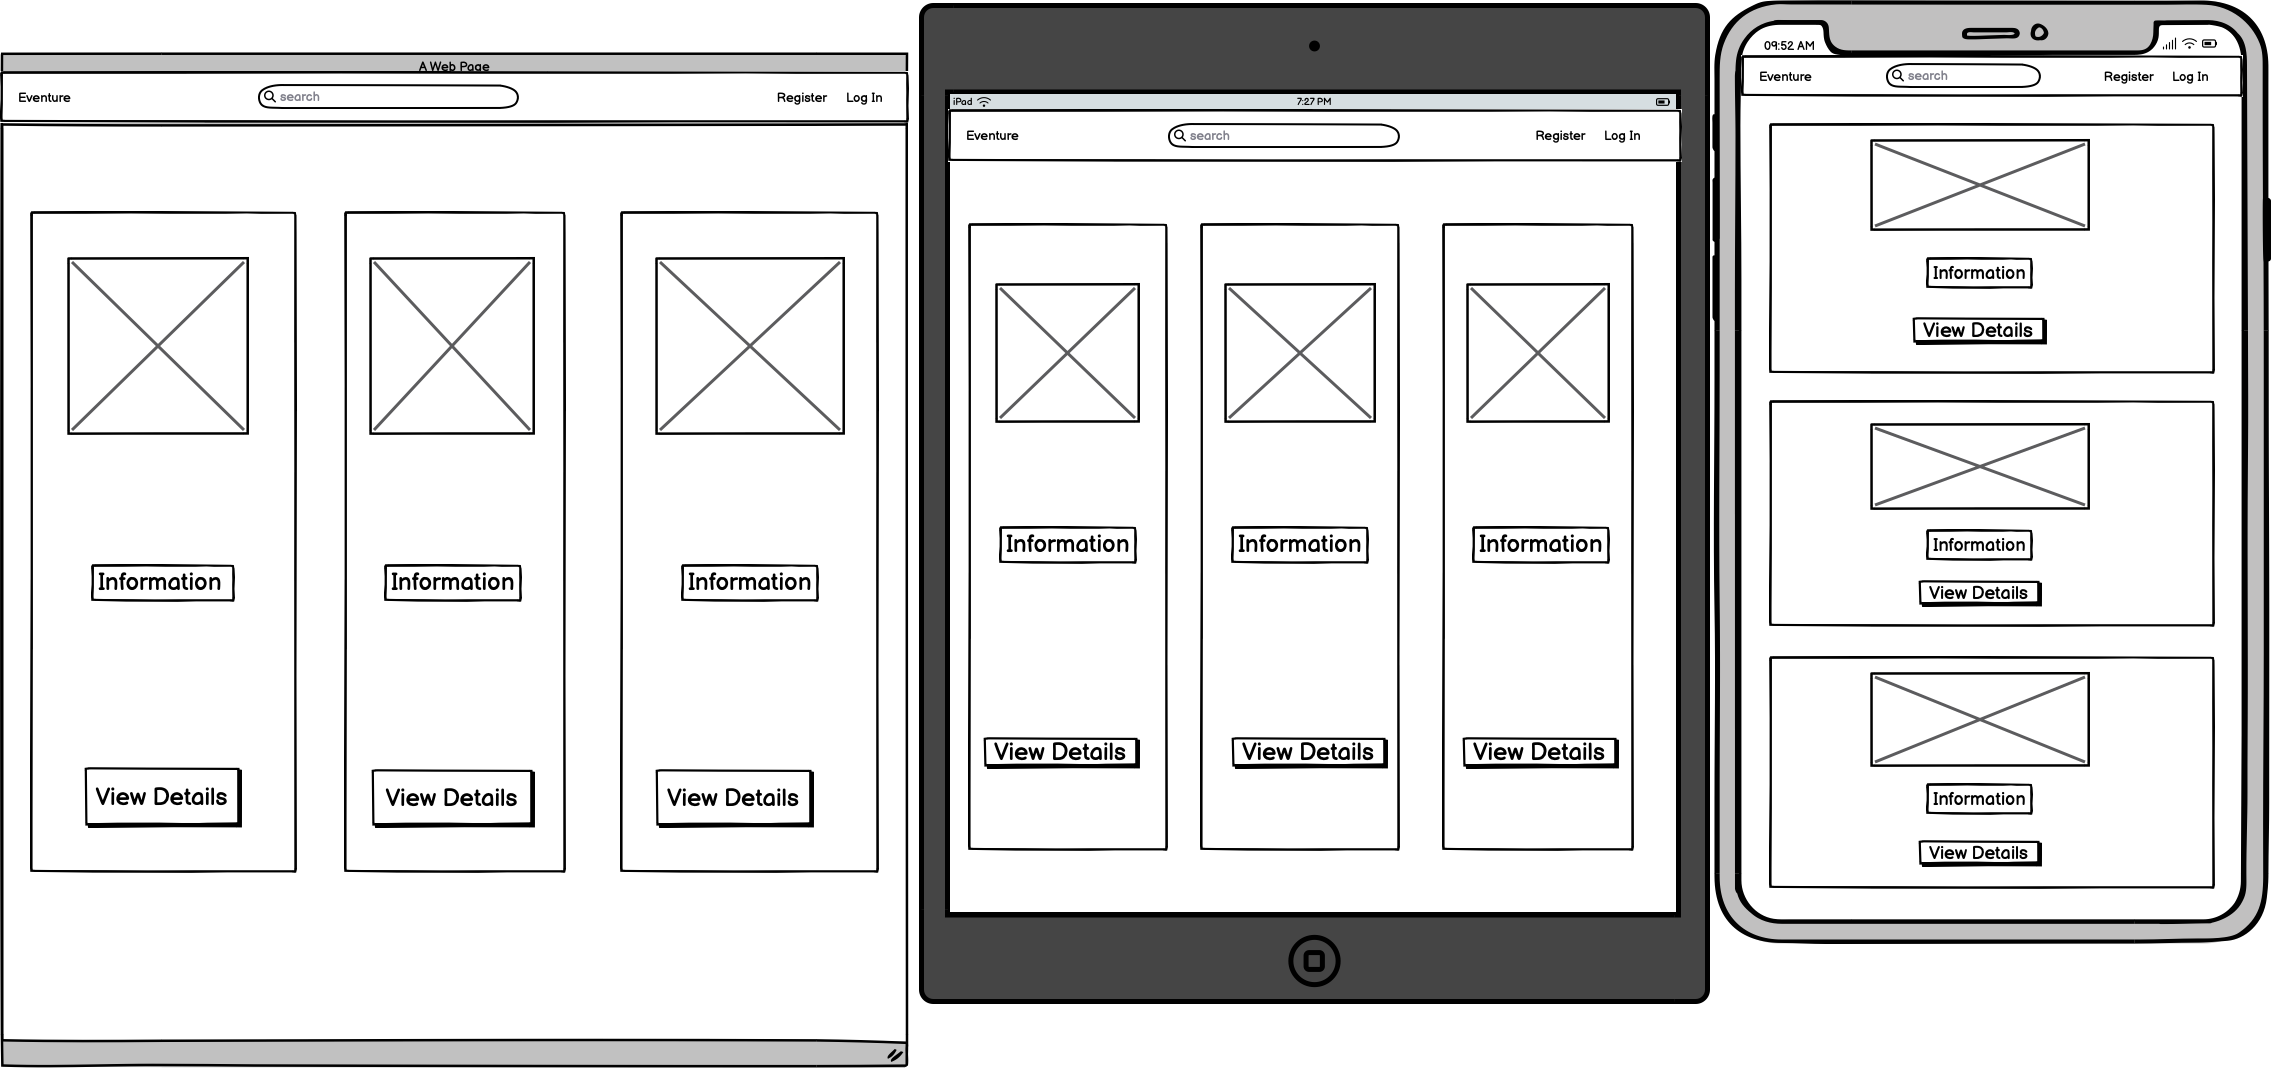 A Web Page
Eventure
search
Register
Log In
Information
Information
Information
View Details
View Details
View Details
iPad
7:27 PM
Eventure
search
Register
Log In
Information
Information
Information
View Details
View Details
View Details
09:52 AM
Eventure
search
Register
Log In
Information
View Details
Information
View Details
Information
View Details